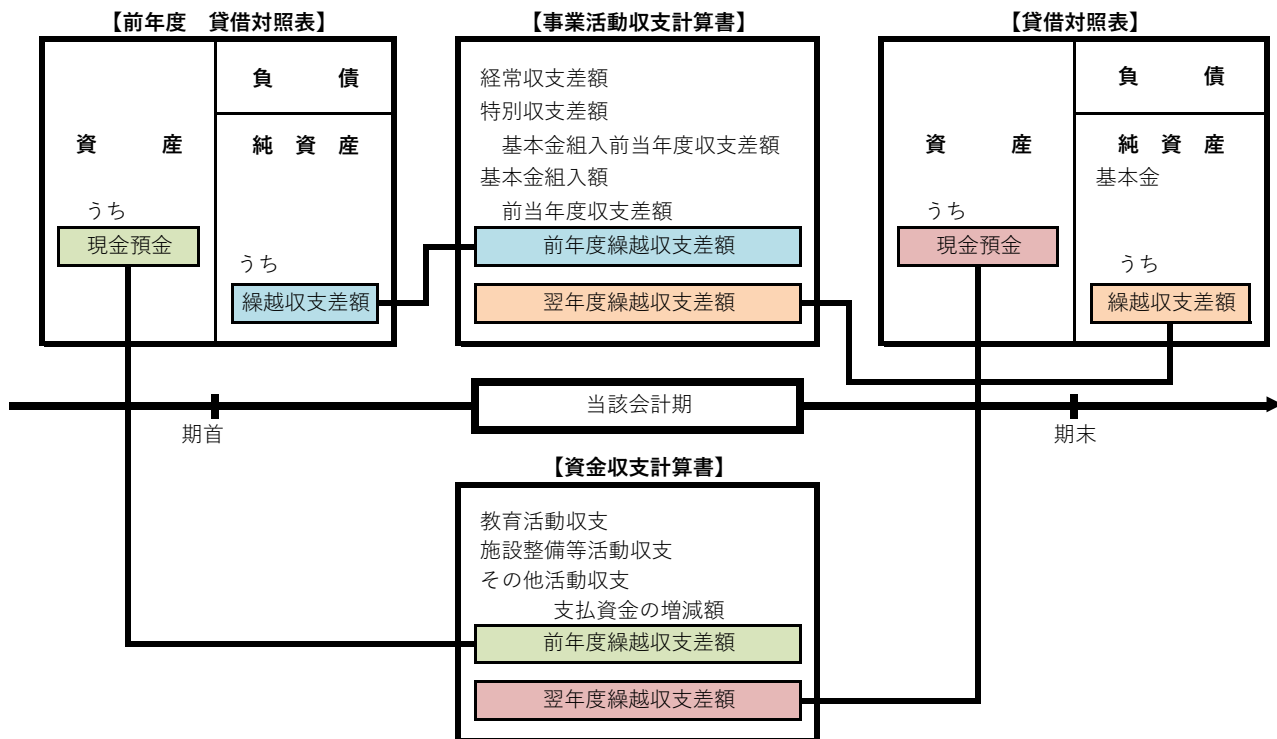 【前年度　貸借対照表】
負　　　債
資　　　産
純　資　産
うち
現金預金
うち
繰越収支差額
【事業活動収支計算書】
経常収支差額
特別収支差額
基本金組入前当年度収支差額
基本金組入額
前当年度収支差額
前年度繰越収支差額
翌年度繰越収支差額
【貸借対照表】
負　　　債
資　　　産
純　資　産
基本金
うち
現金預金
うち
繰越収支差額
当該会計期
期首
期末
【資金収支計算書】
教育活動収支
施設整備等活動収支
その他活動収支
支払資金の増減額
前年度繰越収支差額
翌年度繰越収支差額